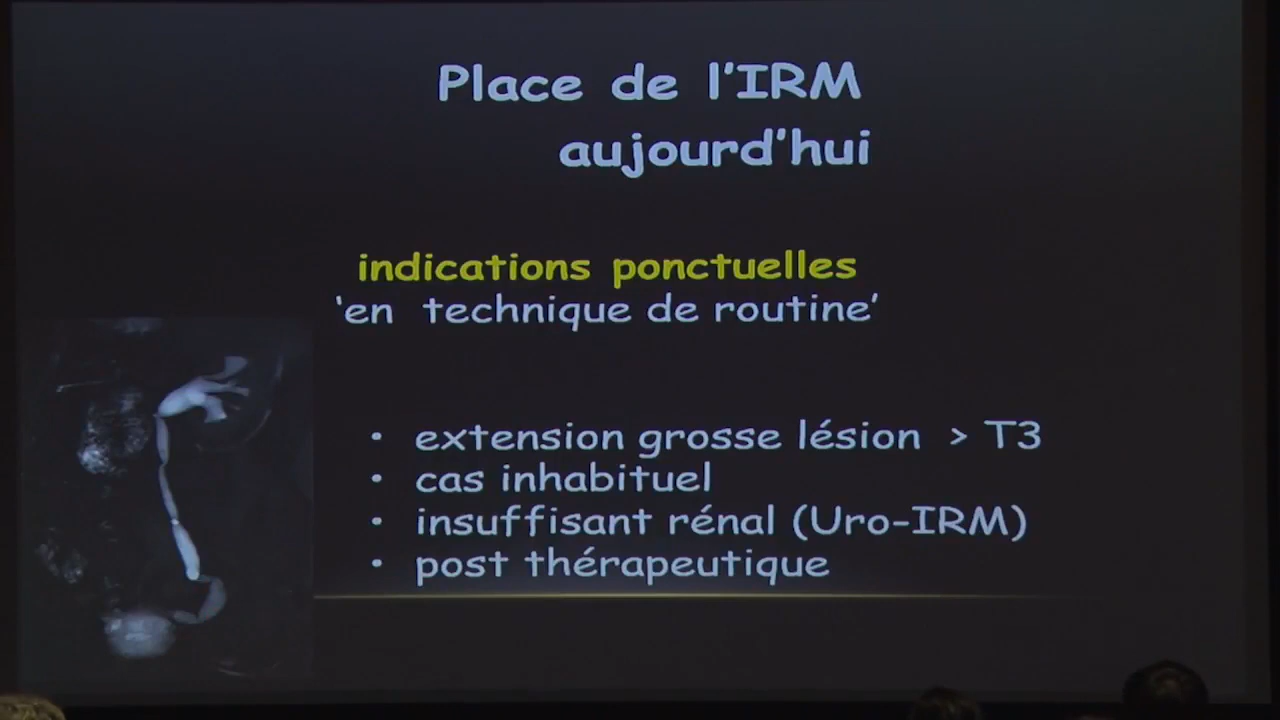 Place de l'IRM
aujourd'hui
indications ponctuelles
'en technique de routine'
• extension grosse lésion > T3
• cas inhabituel
• insuffisant rénal (Uro-IRM)
• post thérapeutique